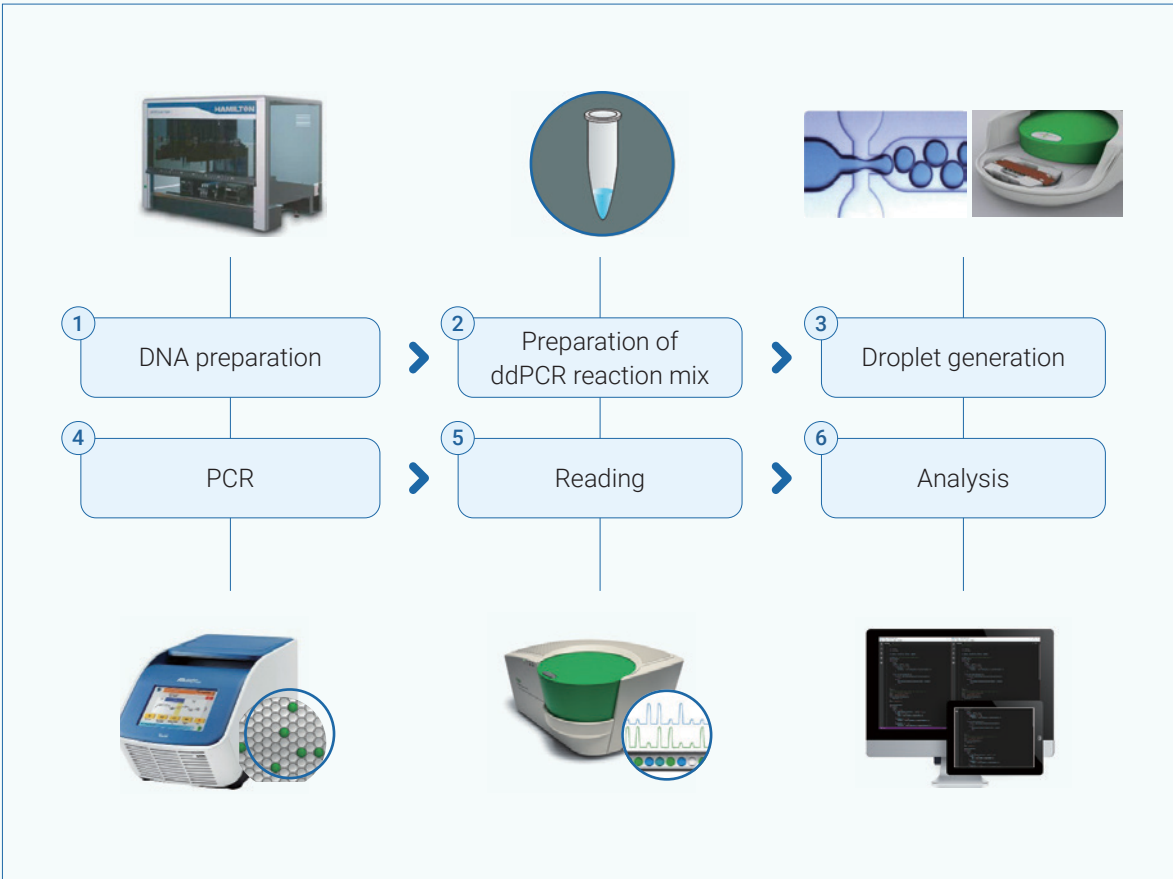 HAMILTON
1
DNA preparation
2
Preparation of
ddPCR reaction mix
3
Droplet generation
4
PCR
5
Reading
6
Analysis